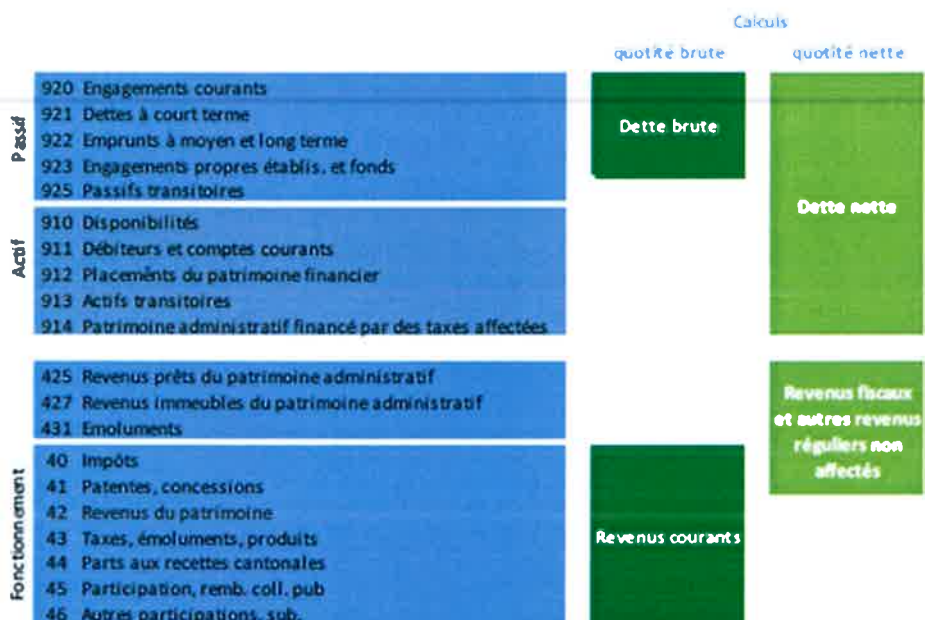 Calculs
quotité brute
quotité nette
Passif
920 Engagements courants
921 Dettes à court terme
922 Emprunts à moyen et long terme
923 Engagements propres établis. et fonds
925 Passifs transitoires
Dette brute
Dette nette
Actif
910 Disponibilités
911 Débiteurs et comptes courants
912 Placements du patrimoine financier
913 Actifs transitoires
914 Patrimoine administratif financé par des taxes affectées
425 Revenus prêts du patrimoine administratif
427 Revenus immeubles du patrimoine administratif
431 Emoluments
Revenus fiscaux
et autres revenus
réguliers non
affectés
Fonctionnement
40 Impôts
41 Patentes, concessions
42 Revenus du patrimoine
43 Taxes, émoluments, produits
44 Parts aux recettes cantonales
45 Participation, remb. coll. pub
46 Autres participations, sub.
Revenus courants